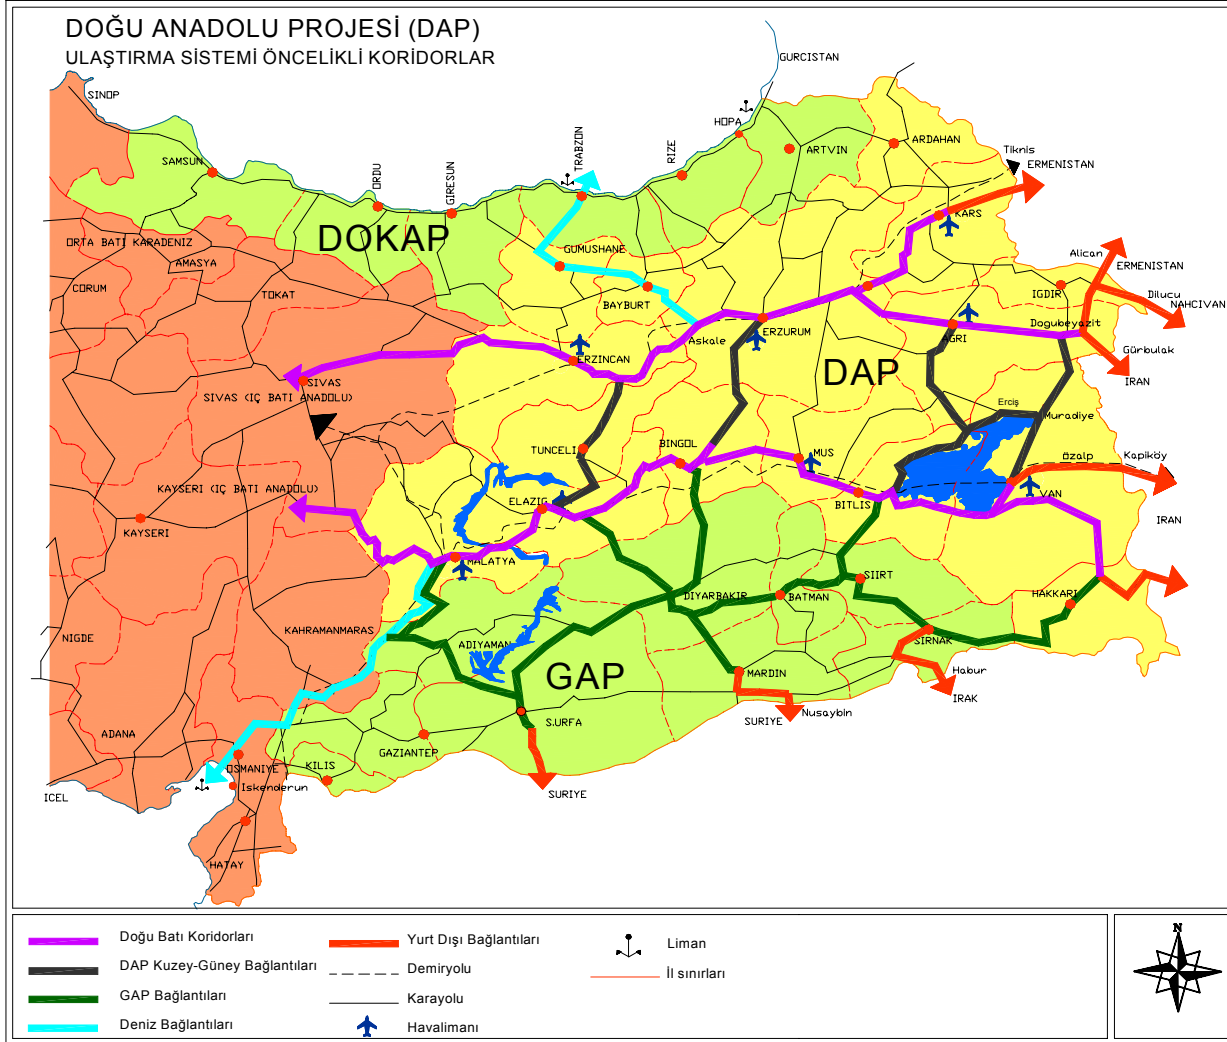 DOĞU ANADOLU PROJESİ (DAP)
ULAŞTIRMA SİSTEMİ ÖNCELİKLİ KORİDORLAR
GURCISTAN
SINOP
HOPA
ARDAHAN
SAMSUN
ORDU
GIRESUN
TRABZON
RIZE
ARTVIN
Tiknis
ERMENISTAN
KARS
DOKAP
ORTA BATI KARADENIZ
AMASYA
GUMUSHANE
Alican
ERMENISTAN
CORUM
TOKAT
BAYBURT
IGDIR
Dilucu
NAHCIVAN
ERZURUM
Askale
AGRI
Dogubeyazit
Gürbulak
ERZINCAN
DAP
IRAN
SIVAS
SIVAS (IÇ BATI ANADOLU)
Erciş
Muradiye
TUNCELI
BINGOL
MUS
özalp
Kapiköy
KAYSERI (IÇ BATI ANADOLU)
ELAZIG
BITLIS
VAN
IRAN
KAYSERI
MALATYA
SIIRT
DIYARBAKIR
BATMAN
HAKKARI
NIGDE
KAHRAMANMARAS
ADIYAMAN
SIRNAK
GAP
MARDIN
Habur
IRAK
ADANA
S.URFA
Nusaybin
SURIYE
GAZIANTEP
OSMANIYE
KILIS
Iskenderun
ICEL
SURIYE
HATAY
Doğu Batı Koridorları
DAP Kuzey-Güney Bağlantıları
GAP Bağlantıları
Deniz Bağlantıları
Yurt Dışı Bağlantıları
Demiryolu
Karayolu
Havalimanı
Liman
İl sınırları
N